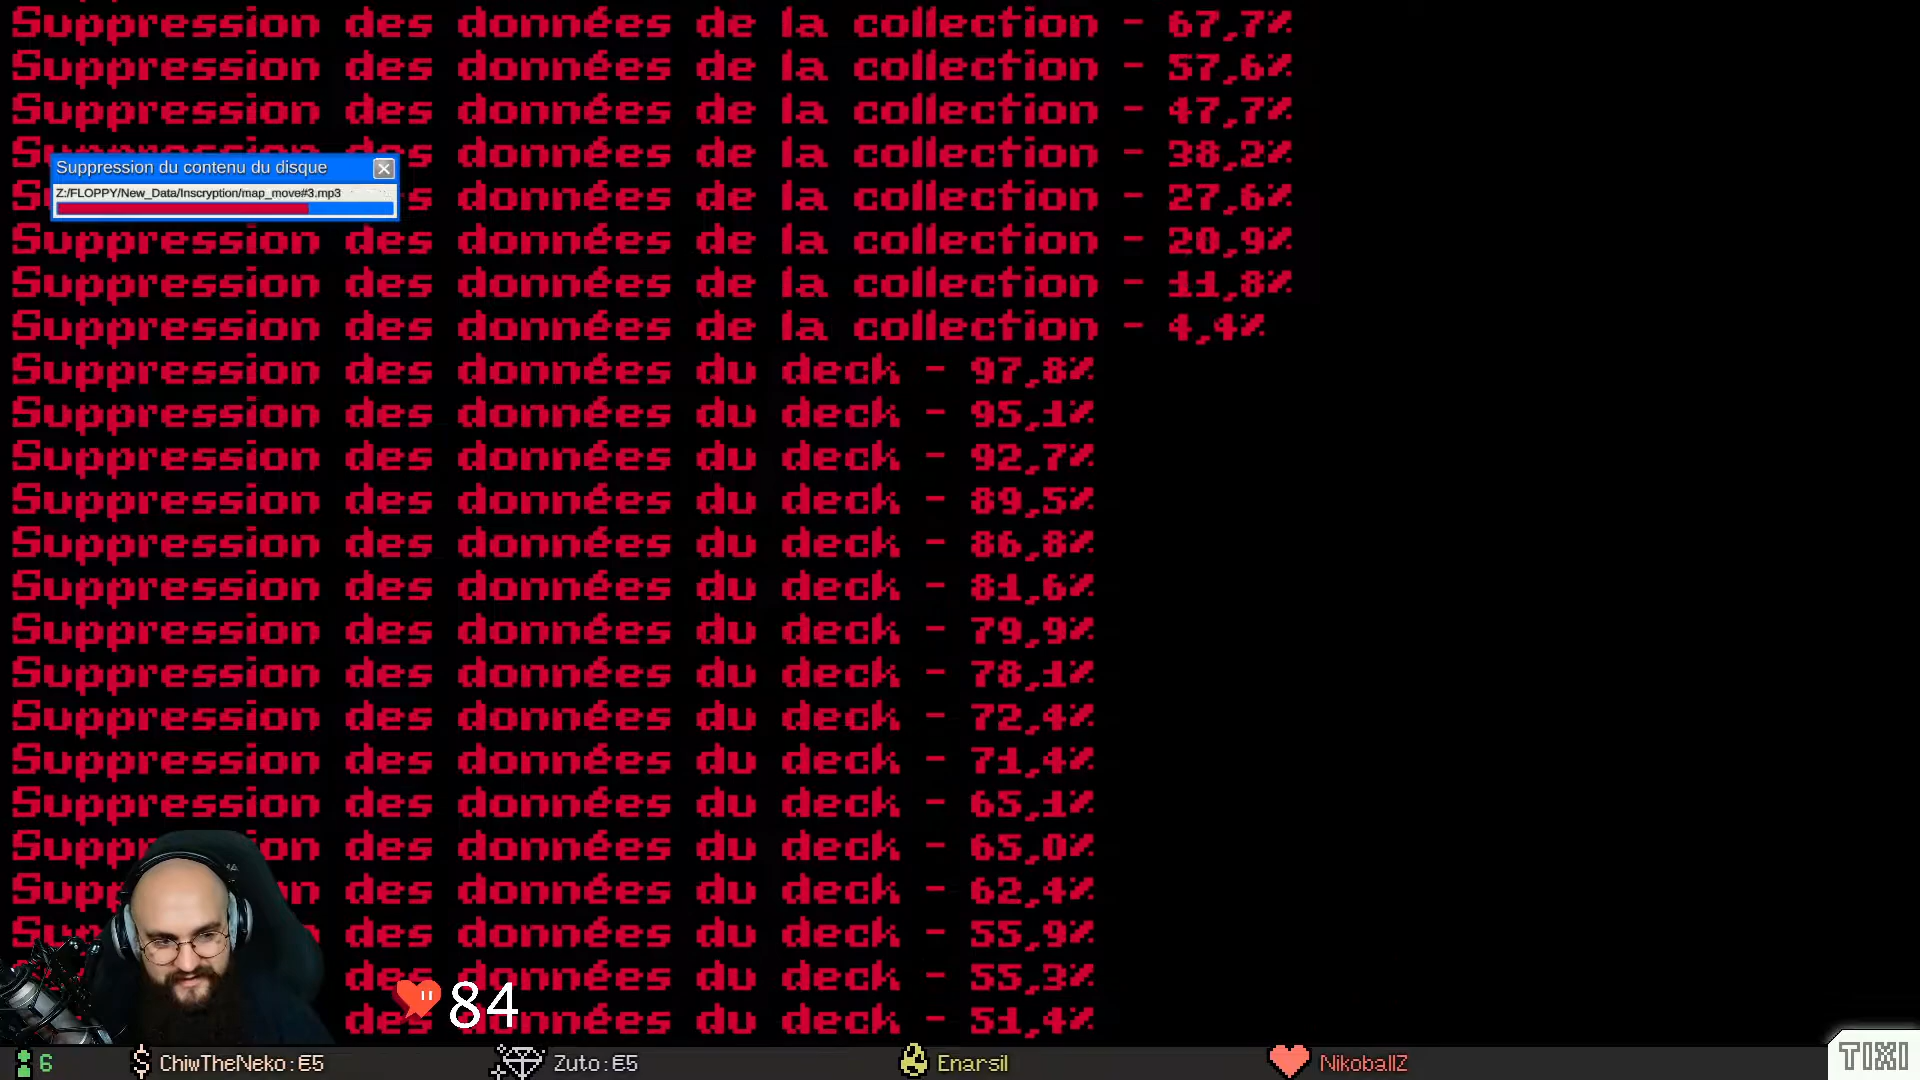 Suppression des données de la collection - 67,7%
Suppression des données de la collection - 57,6%
Suppression des données de la collection - 47,7%
des données de la collection - 38,2%
Suppression du contenu du disque
Z:/FLOPPY/New_Data/Inscryption/map_move#3.mp3
données de la collection - 27,6%
Suppression des données de la collection - 20,9%
Suppression des données de la collection - 11,8%
Suppression des données de la collection - 4,4%
Suppression des données du deck - 97,8%
Suppression des données du deck - 95,1%
Suppression des données du deck - 92,7%
Suppression des données du deck - 89,5%
Suppression des données du deck - 86,8%
Suppression des données du deck - 81,6%
Suppression des données du deck - 79,9%
Suppression des données du deck - 78,1%
Suppression des données du deck - 72,4%
Suppression des données du deck - 71,4%
Suppression des données du deck - 65,1%
Suppression des données du deck - 65,0%
des données du deck - 62,4%
des données du deck - 55,9%
des données du deck - 55,3%
des données du deck - 51,4%
84
6
ChiwTheNeko:€5
Zuto:€5
Enarsil
NikoballZ
TIXI